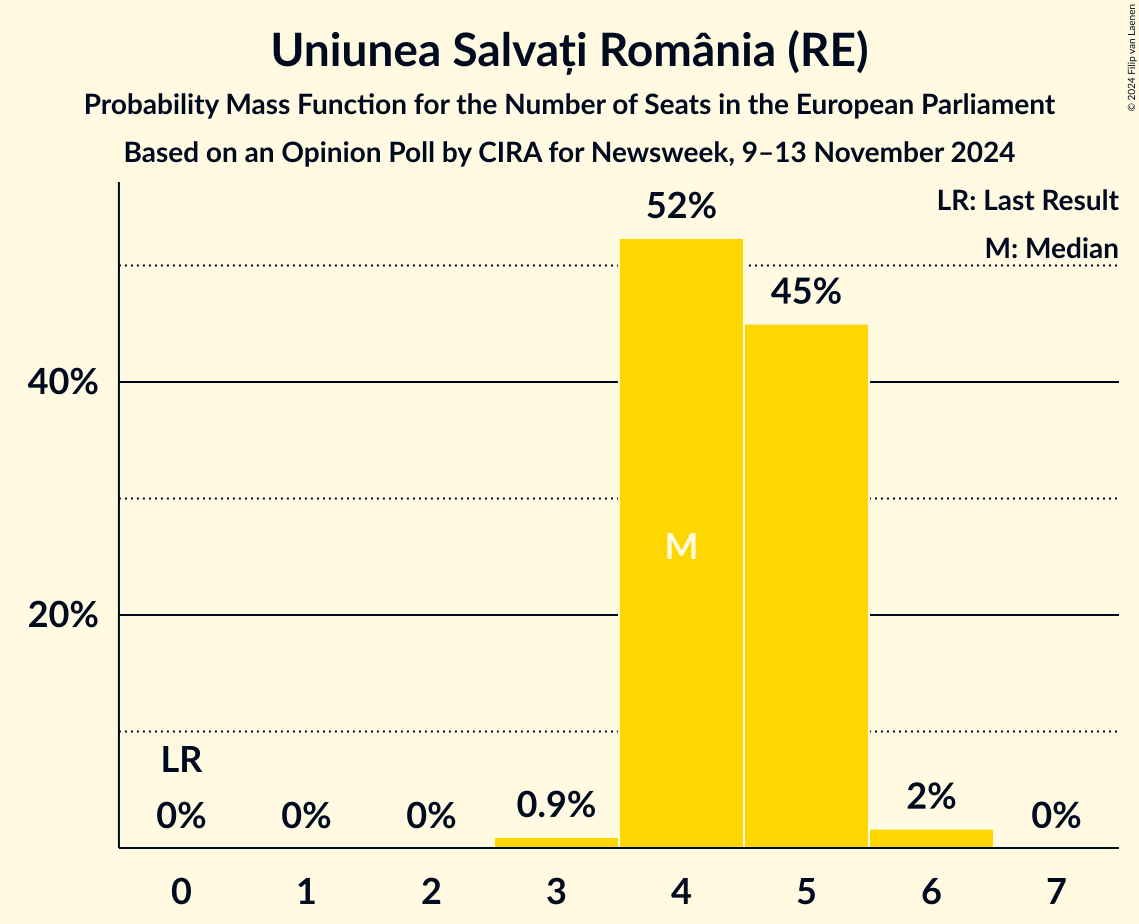 Uniunea Salvați România (RE)
Probability Mass Function for the Number of Seats in the European Parliament
Based on an Opinion Poll by CIRA for Newsweek, 9–13 November 2024
© 2024 Filip van Laenen
LR: Last Result
M: Median
52%
45%
40%
M
20%
LR
0%
0%
0%
0.9%
2%
0%
0
1
2
3
4
5
6
7